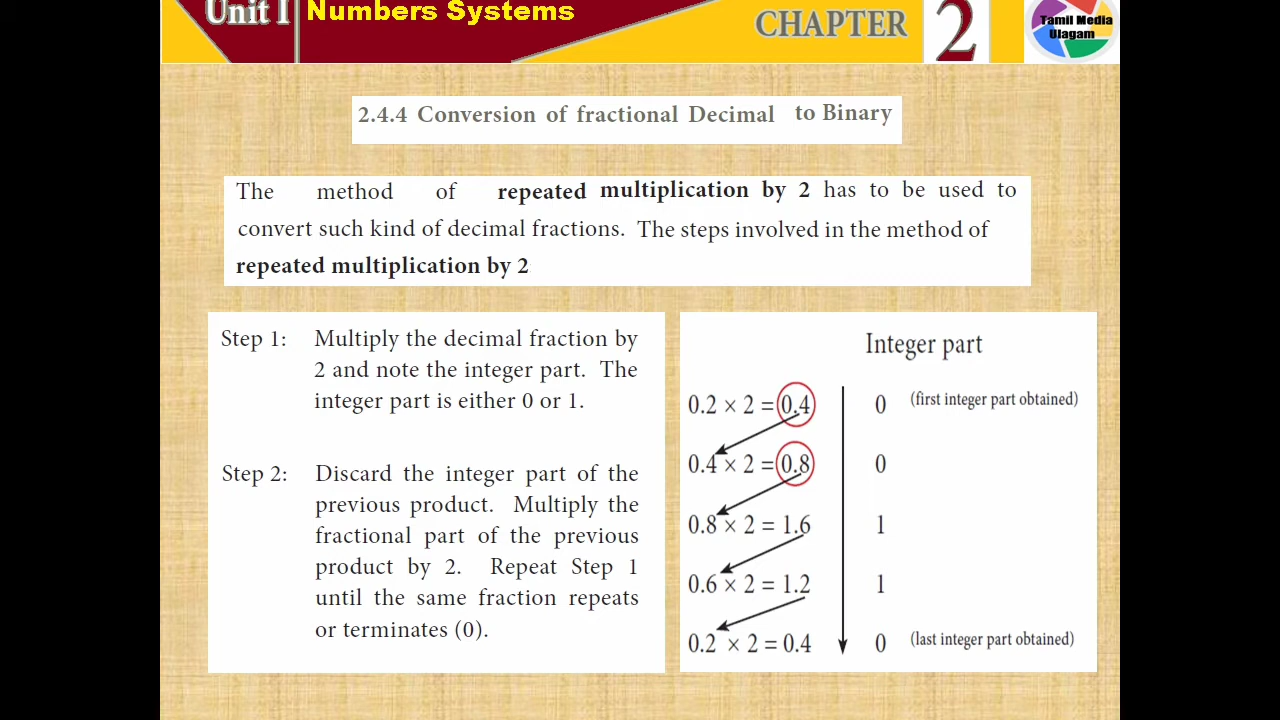 Unit I Numbers Systems
CHAPTER 2
Tamil Media
Ulagam
2.4.4 Conversion of fractional Decimal to Binary
The method of repeated multiplication by 2 has to be used to
convert such kind of decimal fractions. The steps involved in the method of
repeated multiplication by 2
Step 1: Multiply the decimal fraction by
2 and note the integer part. The
integer part is either 0 or 1.
Step 2: Discard the integer part of the
previous product. Multiply the
fractional part of the previous
product by 2. Repeat Step 1
until the same fraction repeats
or terminates (0).
Integer part
0.2 × 2 = 0.4 0 (first integer part obtained)
0.4 × 2 = 0.8 0
0.8 × 2 = 1.6 1
0.6 × 2 = 1.2 1
0.2 × 2 = 0.4 0 (last integer part obtained)